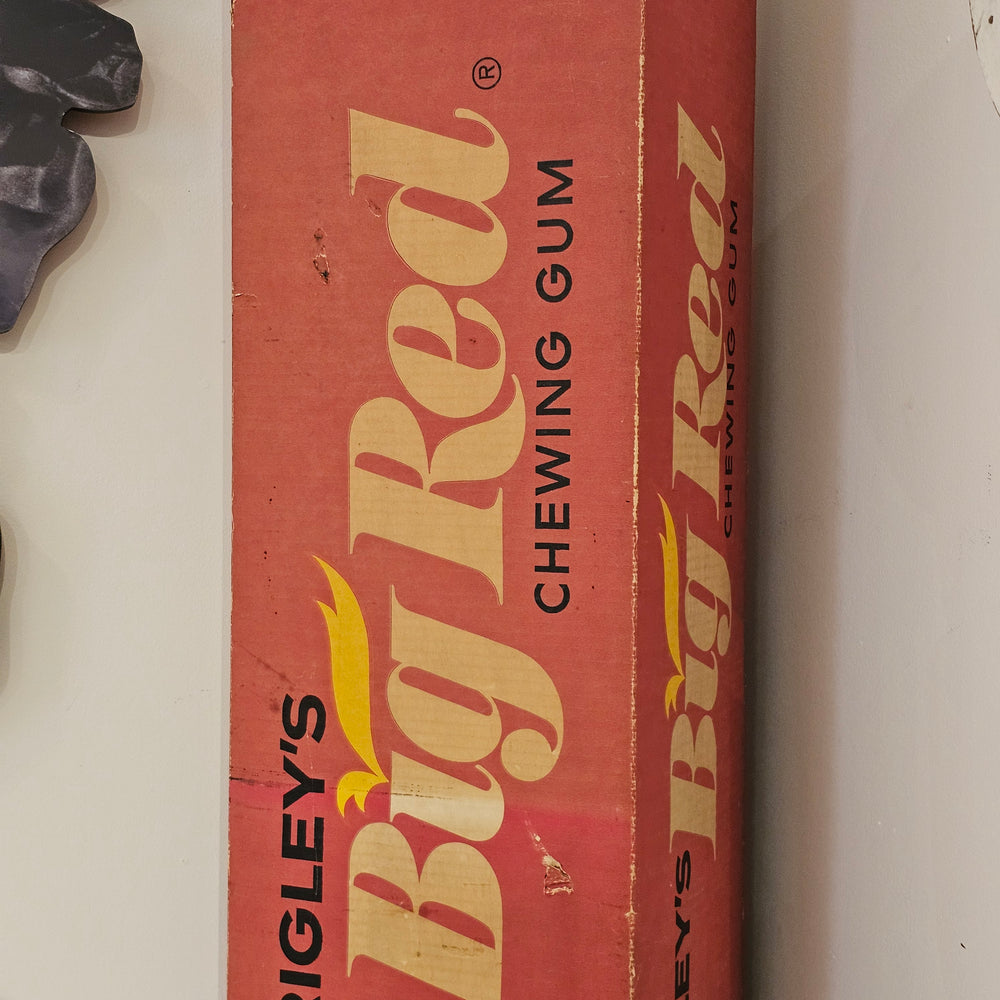 RIGLEY'S
Big Red®
CHEWING GUM
EY'S
Big Red
CHEWING GUM